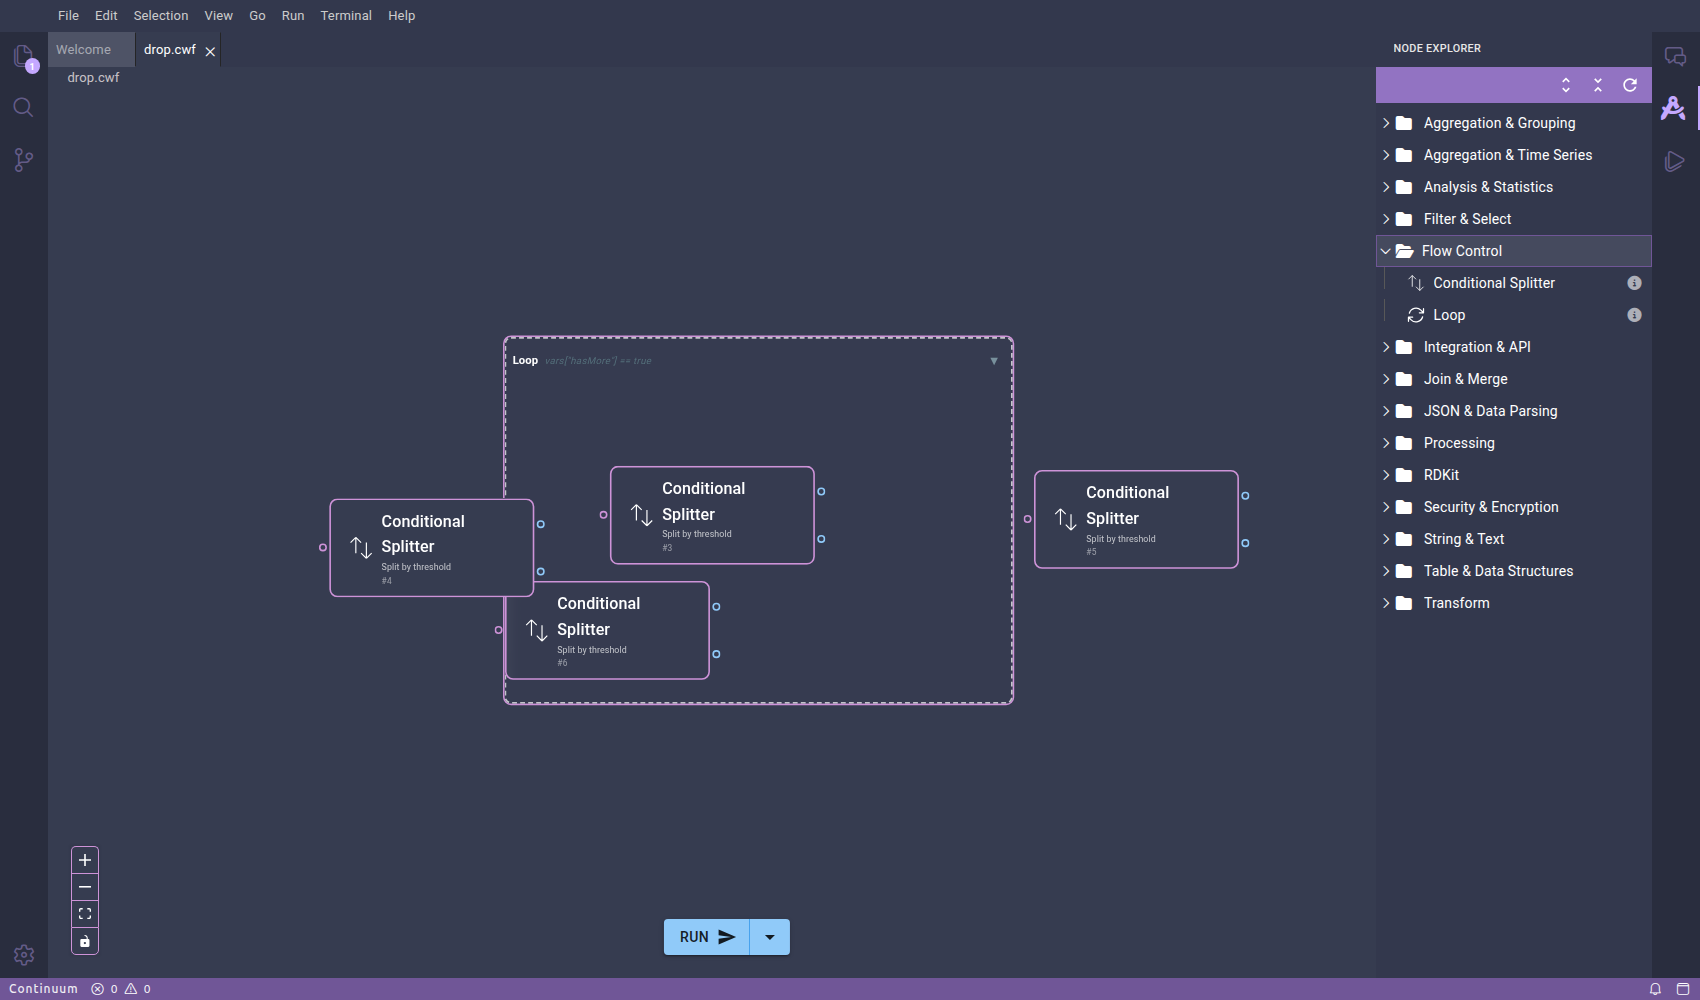 File Edit Selection View Go Run Terminal Help
Welcome
drop.cwf
NODE EXPLORER
1
drop.cwf
Aggregation & Grouping
Aggregation & Time Series
Analysis & Statistics
Filter & Select
Flow Control
Conditional Splitter
Loop
Integration & API
Join & Merge
JSON & Data Parsing
Processing
RDKit
Security & Encryption
String & Text
Table & Data Structures
Transform
Loop vars["hasMore"] == true
Conditional
Splitter
Split by threshold
#3
Conditional
Splitter
Split by threshold
#5
Conditional
Splitter
Split by threshold
#4
Conditional
Splitter
Split by threshold
#6
RUN
Continuum 0 0